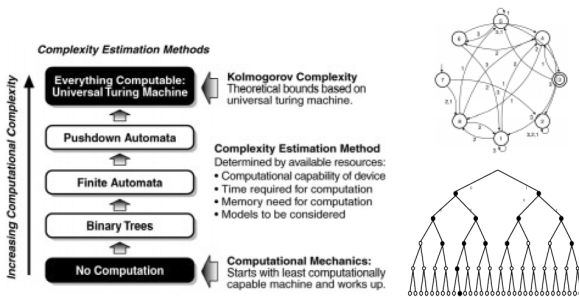 Complexity Estimation Methods
Increasing Computational Complexity
Everything Computable:
Universal Turing Machine
Pushdown Automata
Finite Automata
Binary Trees
No Computation
Kolmogorov Complexity
Theoretical bounds based on
universal turing machine.
Complexity Estimation Method
Determined by available resources:
• Computational capability of device
• Time required for computation
• Memory need for computation
• Models to be considered
Computational Mechanics:
Starts with least computationally
capable machine and works up.